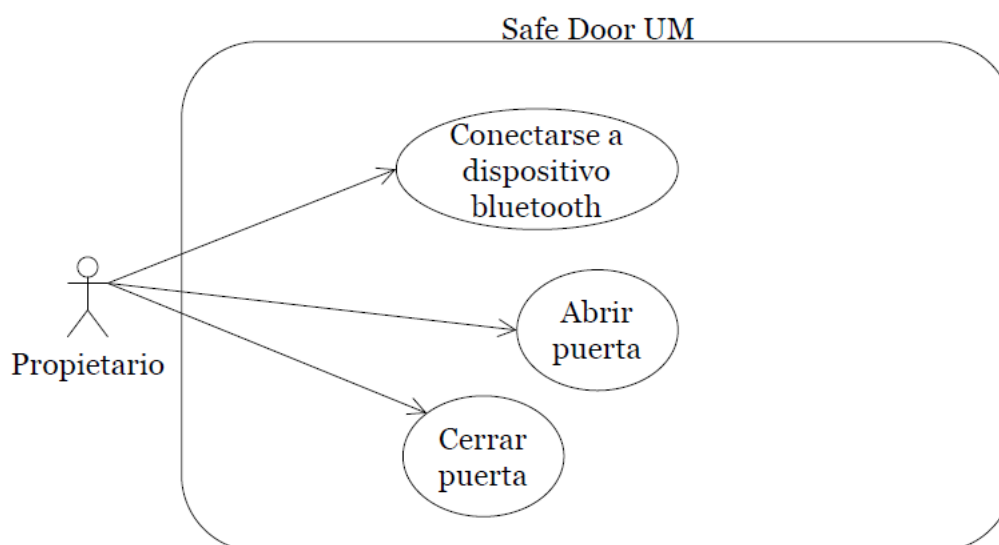 Safe Door UM
Conectarse a
dispositivo
bluetooth
Abrir
puerta
Propietario
Cerrar
puerta